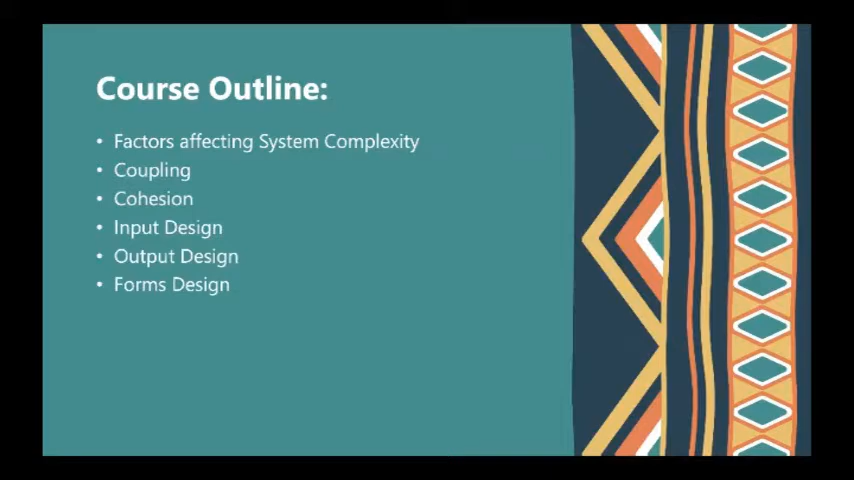 Course Outline:
• Factors affecting System Complexity
• Coupling
• Cohesion
• Input Design
• Output Design
• Forms Design